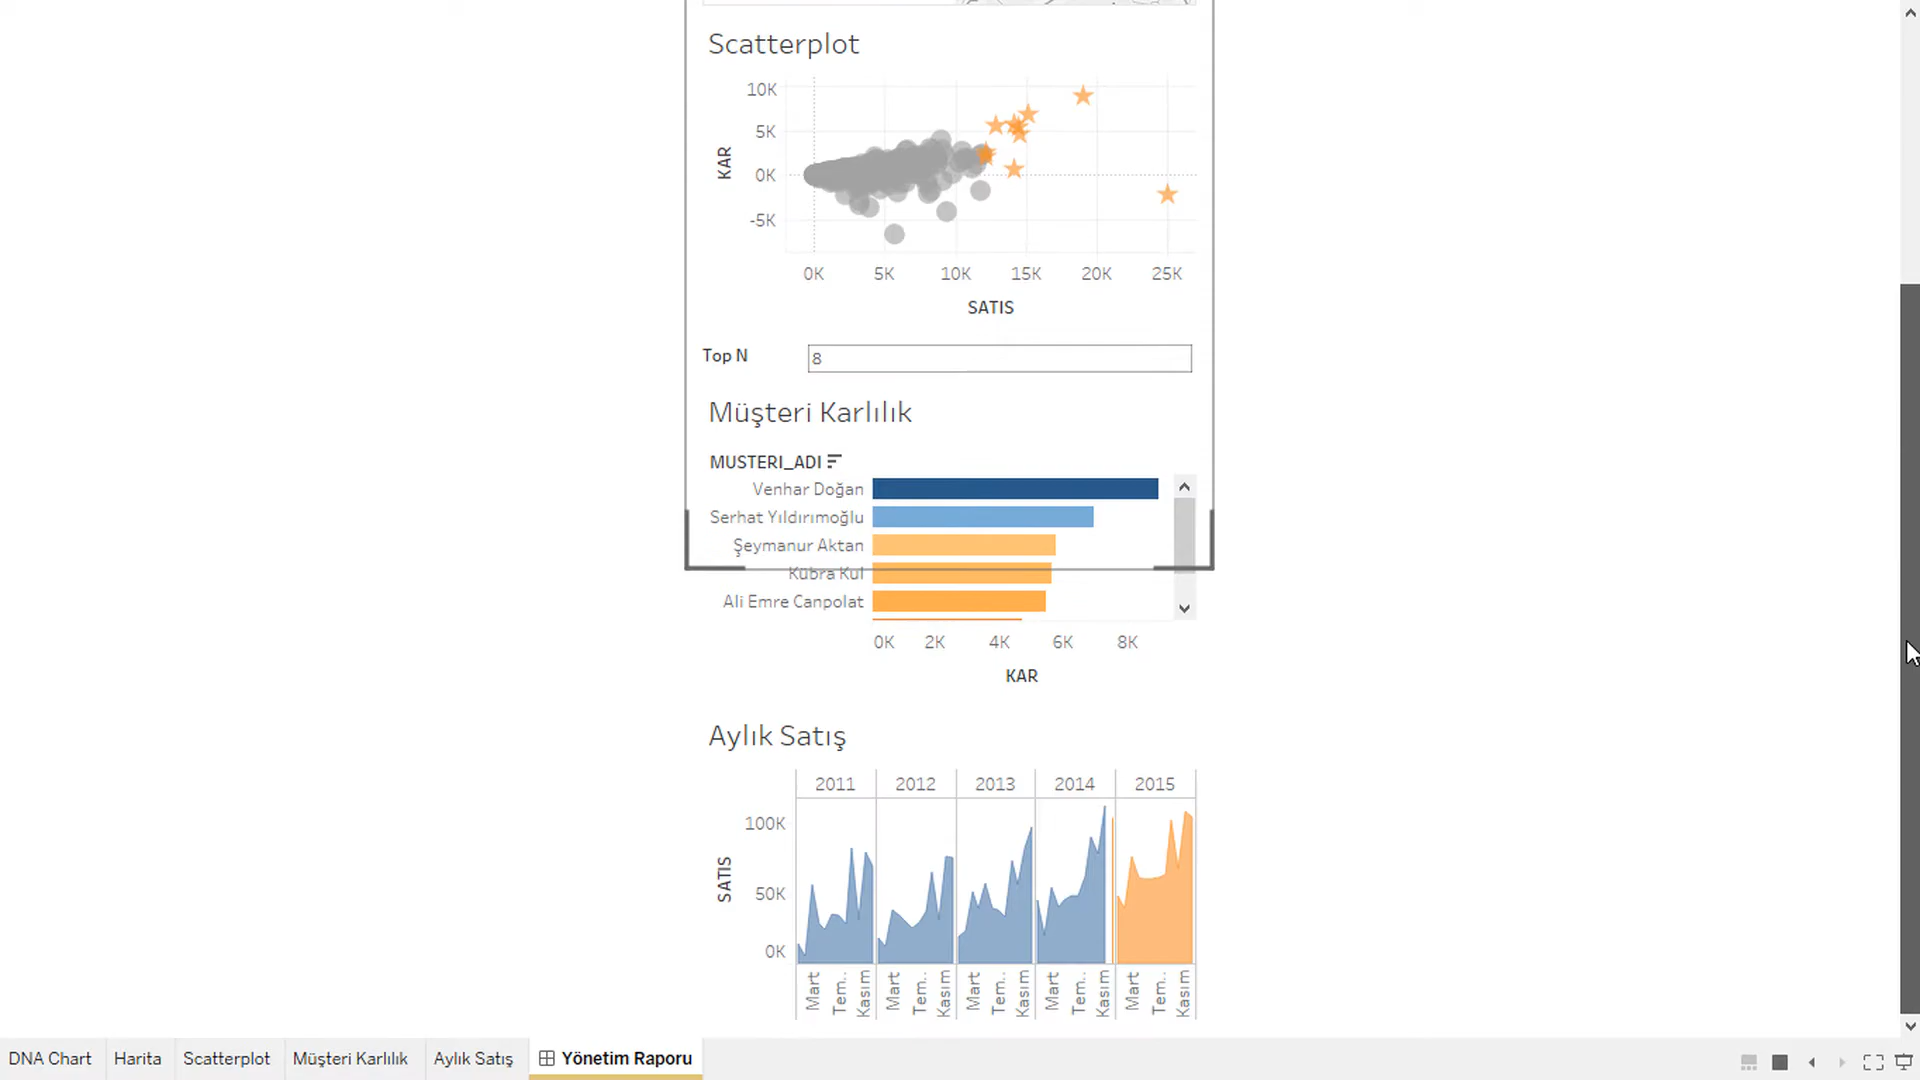 Scatterplot
10K
5K
KAR
0K
-5K
0K 5K 10K 15K 20K 25K
SATIS
Top N 8
Müşteri Karlılık
MUSTERI_ADI
Venhar Doğan
Serhat Yıldırımoğlu
Şeymanur Aktan
Kübra Kul
Ali Emre Canpolat
0K 2K 4K 6K 8K
KAR
Aylık Satış
2011 2012 2013 2014 2015
100K
SATIS
50K
0K
Mart Tem.. Kasım Mart Tem.. Kasım Mart Tem.. Kasım Mart Tem.. Kasım Mart Tem.. Kasım
DNA Chart Harita Scatterplot Müşteri Karlılık Aylık Satış Yönetim Raporu